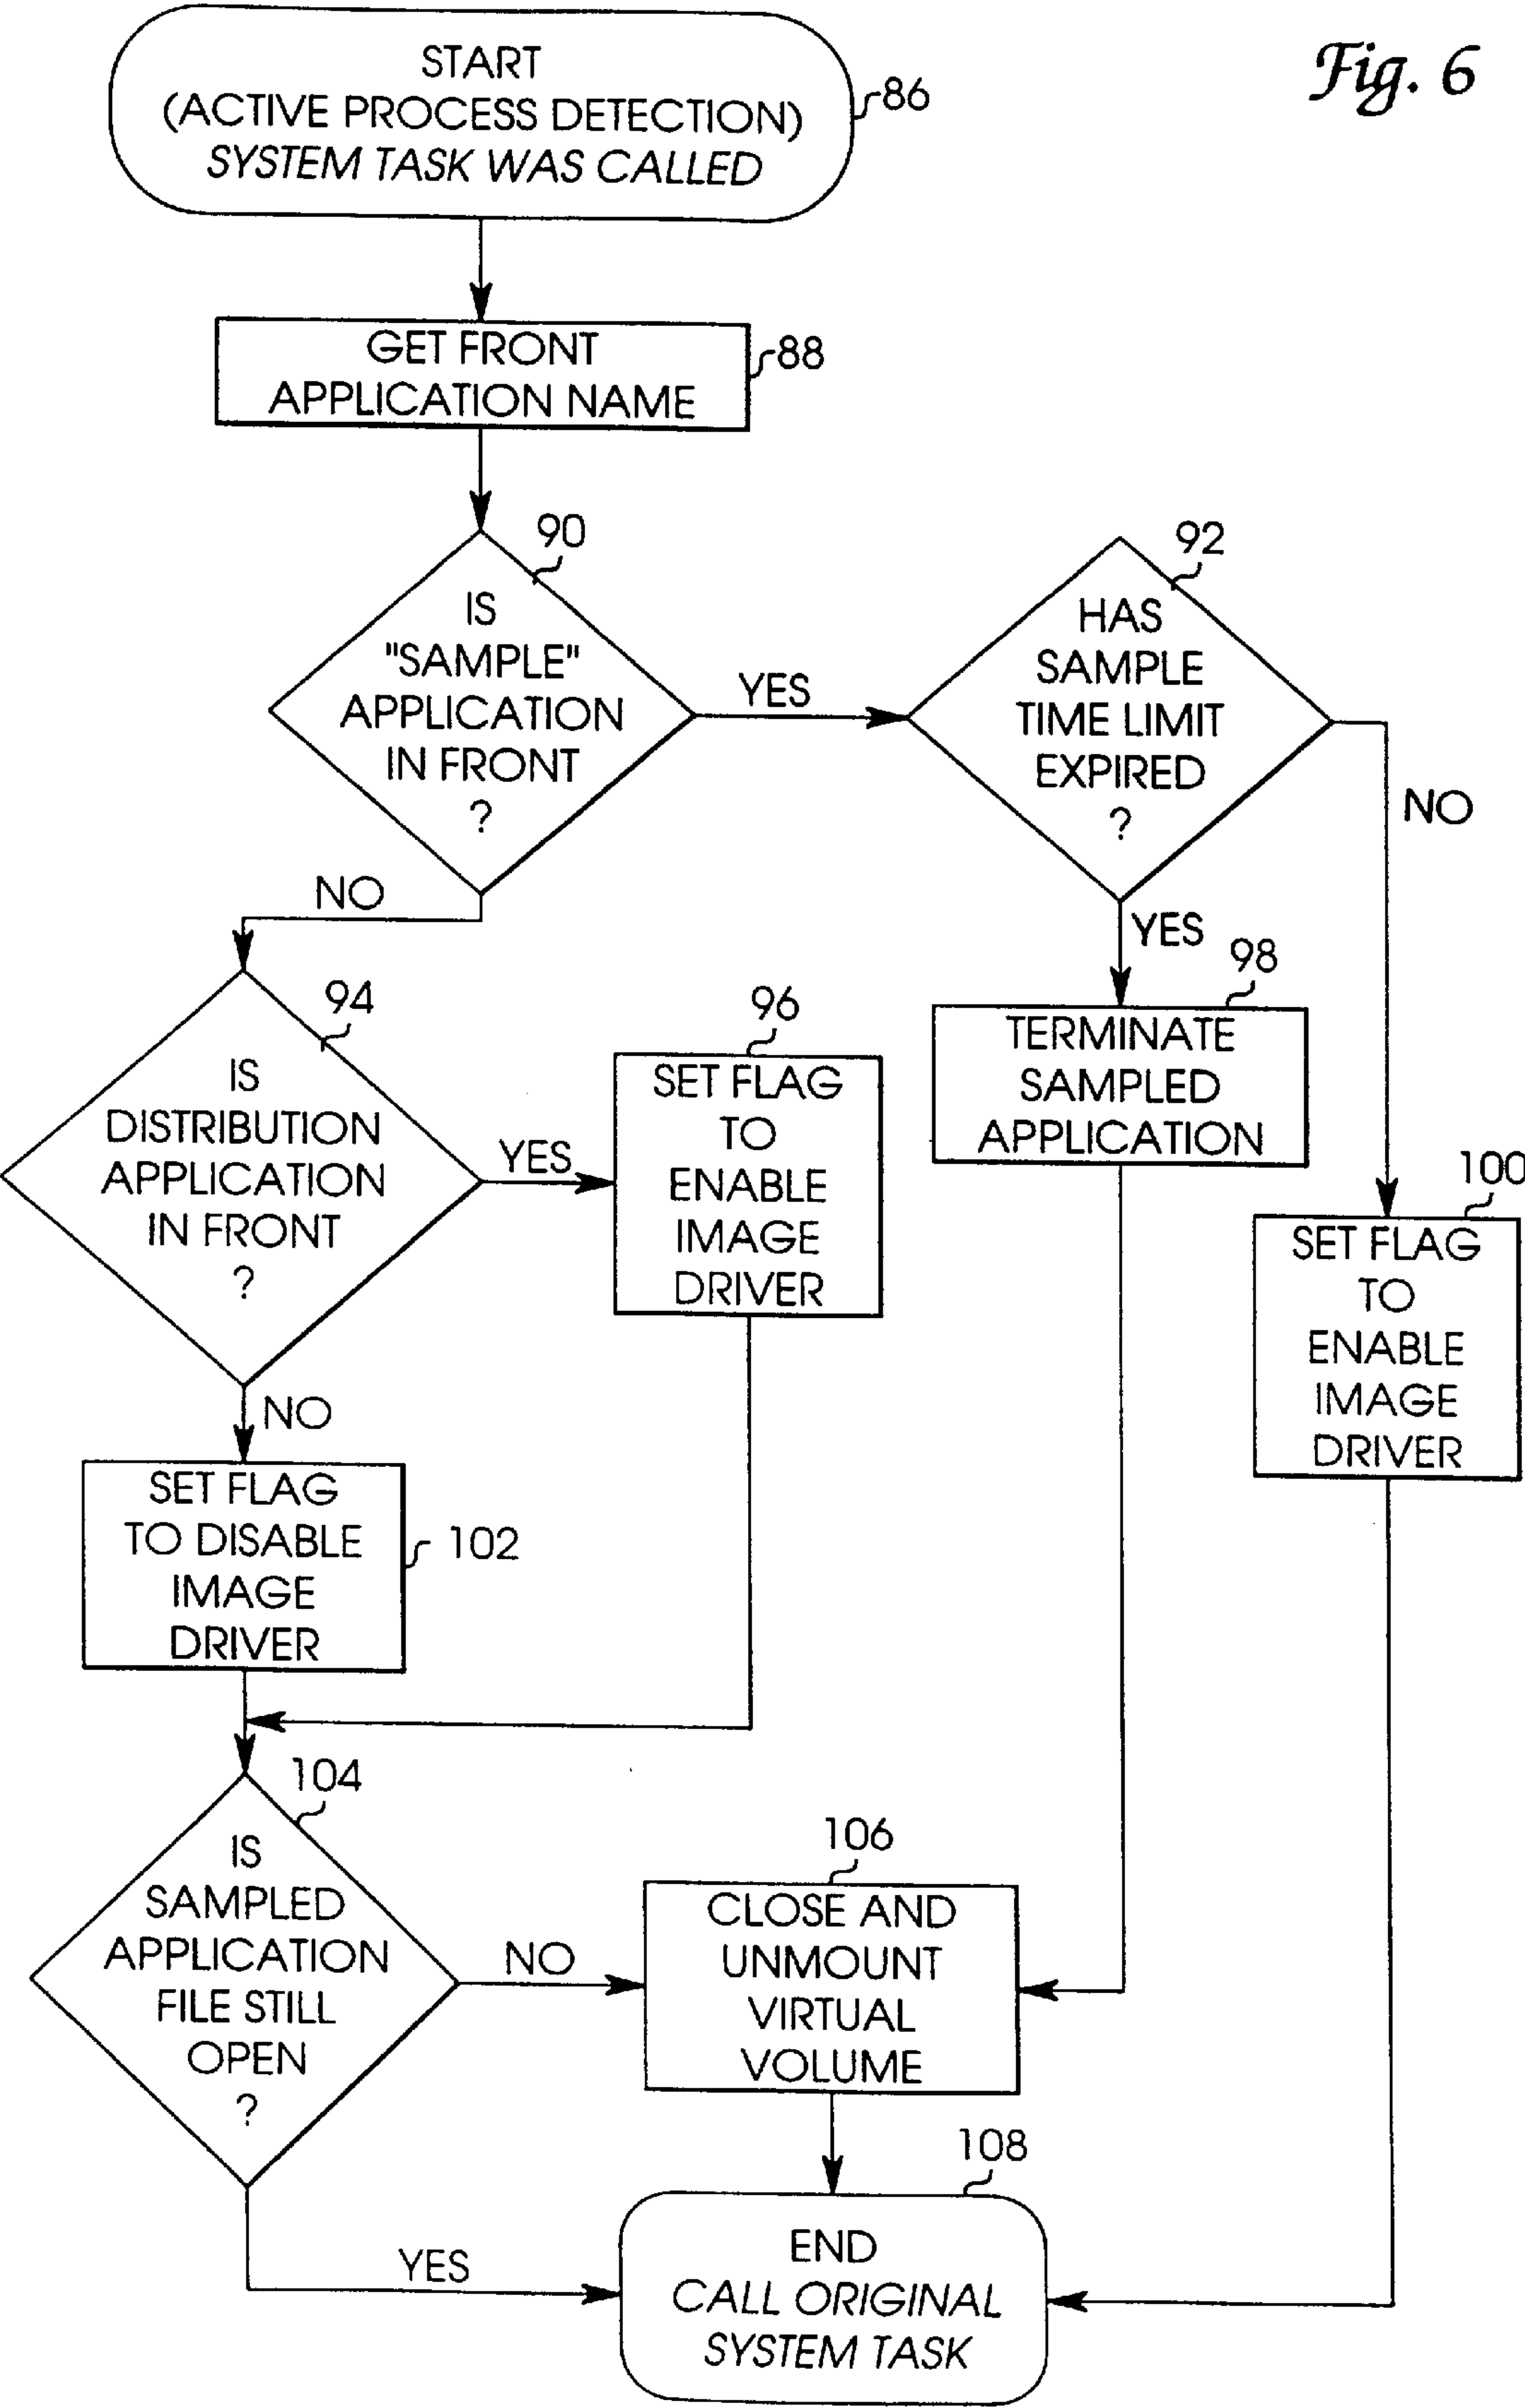 Fig. 6
START
(ACTIVE PROCESS DETECTION)
SYSTEM TASK WAS CALLED
86
GET FRONT
APPLICATION NAME
88
90
IS
"SAMPLE"
APPLICATION
IN FRONT
?
YES
NO
92
HAS
SAMPLE
TIME LIMIT
EXPIRED
?
NO
YES
94
IS
DISTRIBUTION
APPLICATION
IN FRONT
?
YES
NO
96
SET FLAG
TO
ENABLE
IMAGE
DRIVER
98
TERMINATE
SAMPLED
APPLICATION
100
SET FLAG
TO
ENABLE
IMAGE
DRIVER
SET FLAG
TO DISABLE
IMAGE
DRIVER
102
104
IS
SAMPLED
APPLICATION
FILE STILL
OPEN
?
NO
YES
106
CLOSE AND
UNMOUNT
VIRTUAL
VOLUME
108
END
CALL ORIGINAL
SYSTEM TASK